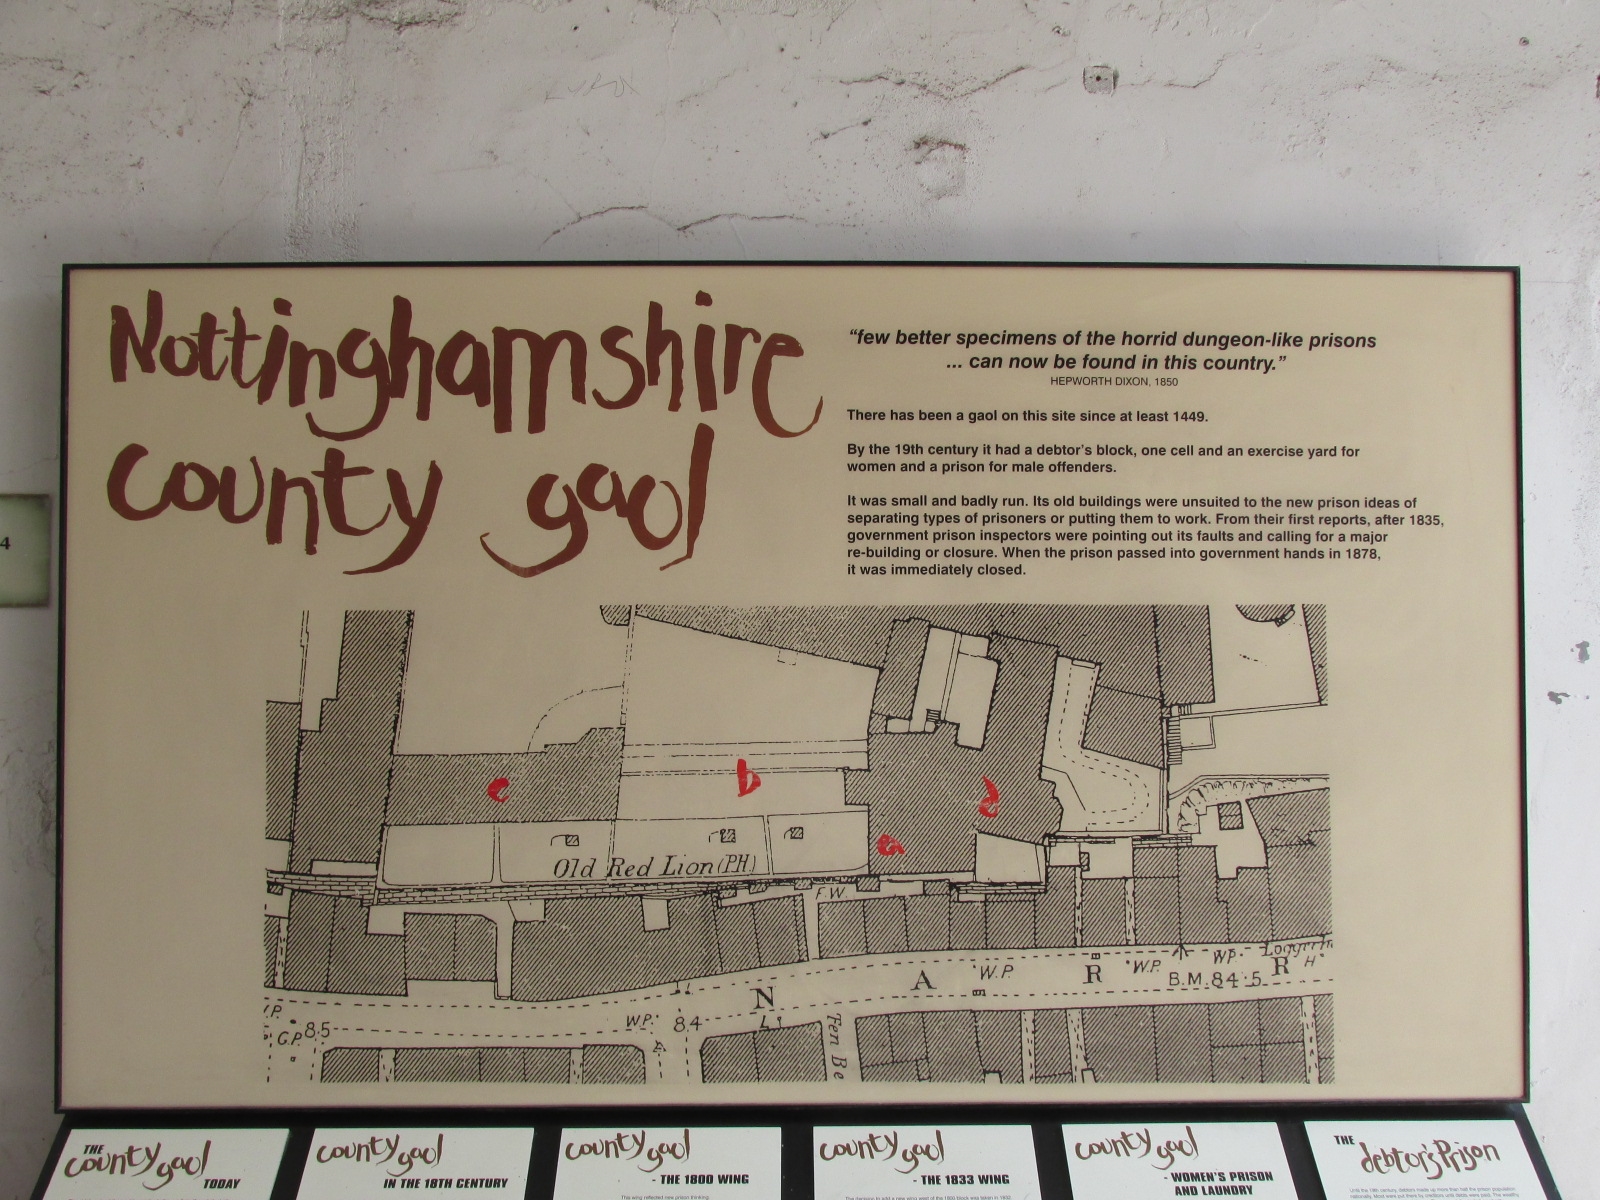 4
Nottinghamshire
county gaol
“few better specimens of the horrid dungeon-like prisons
... can now be found in this country.”
HEPWORTH DIXON, 1850
There has been a gaol on this site since at least 1449.
By the 19th century it had a debtor’s block, one cell and an exercise yard for
women and a prison for male offenders.
It was small and badly run. Its old buildings were unsuited to the new prison ideas of
separating types of prisoners or putting them to work. From their first reports, after 1835,
government prison inspectors were pointing out its faults and calling for a major
re-building or closure. When the prison passed into government hands in 1878,
it was immediately closed.
c
b
d
a
Old Red Lion (PH)
F W
N A R R
W.P.
W.P.
W.P.
H
B.M. 84.5
G.P.
85
W.P.
84
THE
county gaol
TODAY
county gaol
IN THE 18TH CENTURY
county gaol
- THE 1800 WING
county gaol
- THE 1833 WING
county gaol
- WOMEN'S PRISON
AND LAUNDRY
THE
debtor's Prison